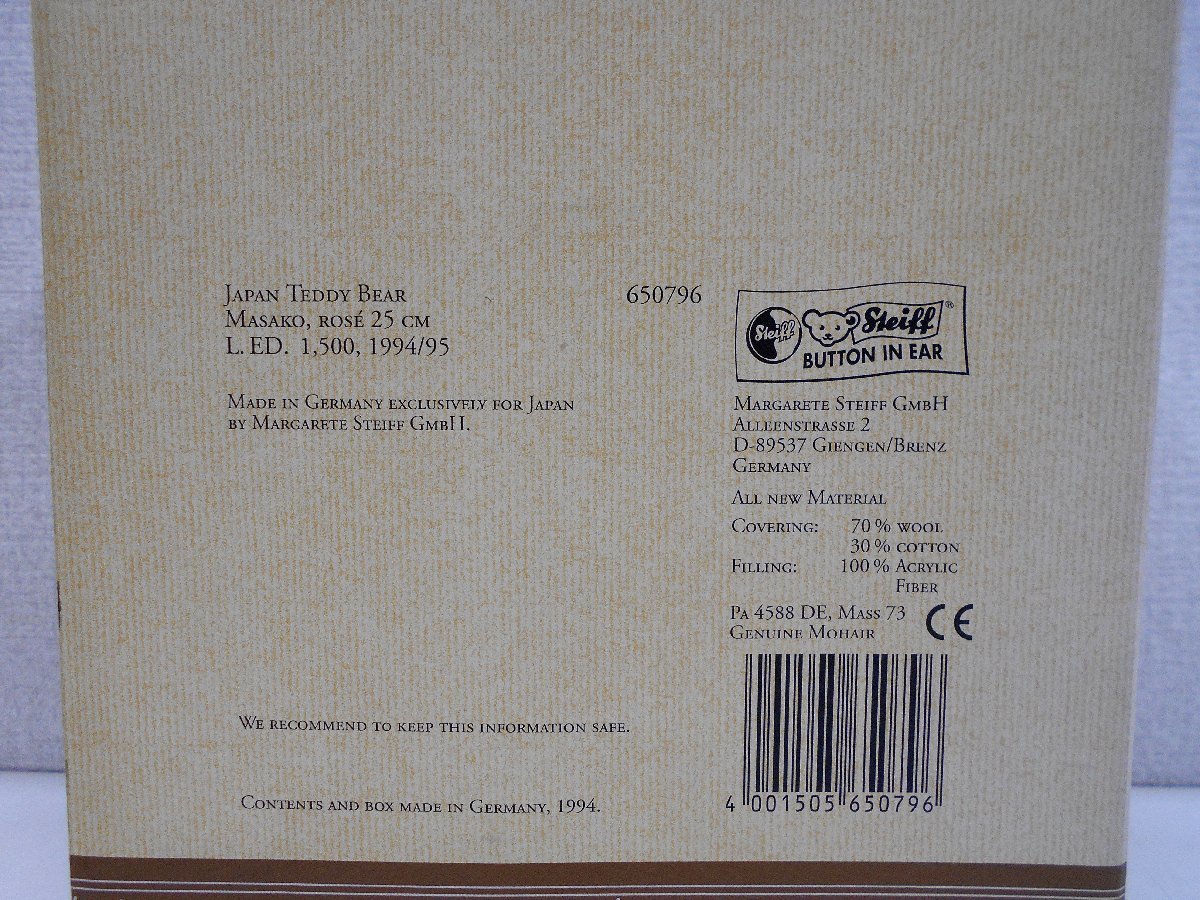 JAPAN TEDDY BEAR
MASAKO, ROSÉ 25 CM
L. ED. 1,500, 1994/95
650796
MADE IN GERMANY EXCLUSIVELY FOR JAPAN
BY MARGARETE STEIFF GMBH.
Steiff
Steiff®
BUTTON IN EAR
MARGARETE STEIFF GMBH
ALLEENSTRASSE 2
D-89537 GIENGEN/BRENZ
GERMANY
ALL NEW MATERIAL
COVERING: 70 % WOOL
30 % COTTON
FILLING: 100 % ACRYLIC
FIBER
PA 4588 DE, MASS 73
GENUINE MOHAIR
CE
WE RECOMMEND TO KEEP THIS INFORMATION SAFE.
CONTENTS AND BOX MADE IN GERMANY, 1994.
4 001505 650796